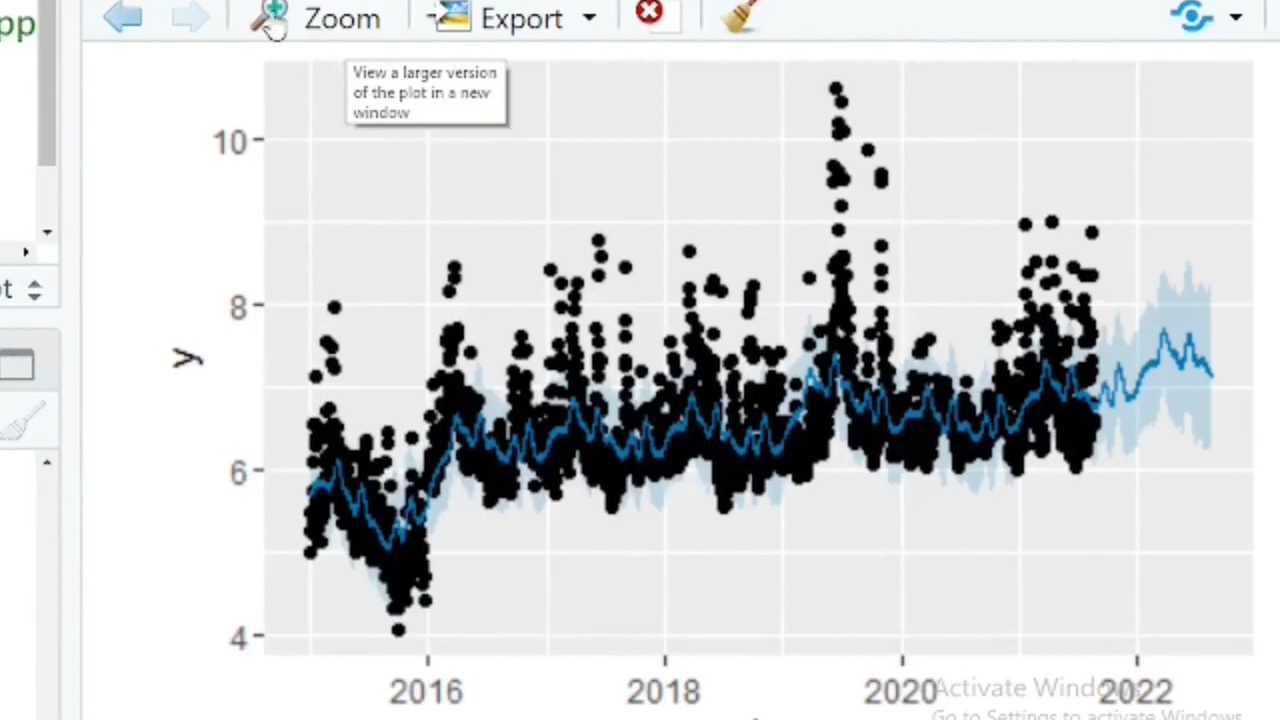 pp
Zoom
Export
View a larger version
of the plot in a new
window
10
8
6
4
y
t
2016
2018
2020
2022
Activate Windows
Go to Settings to activate Windows